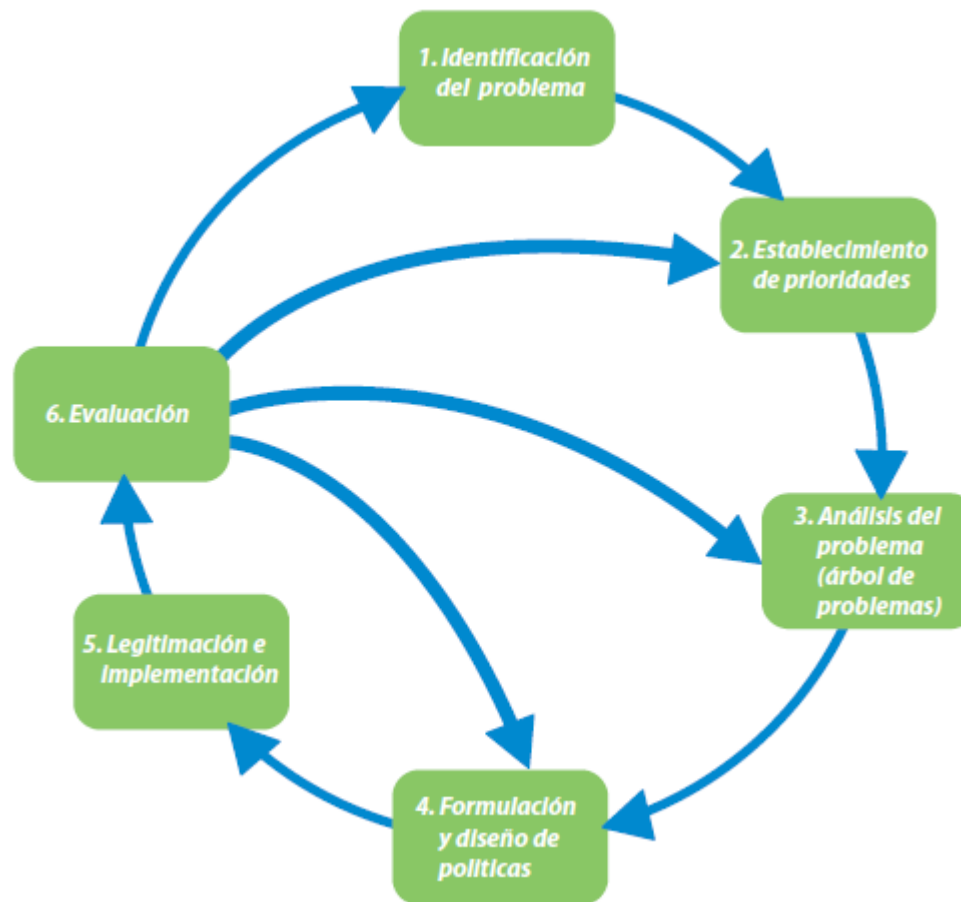 1. Identificación
del problema
2. Establecimiento
de prioridades
3. Análisis del
problema
(árbol de
problemas)
4. Formulación
y diseño de
politicas
5. Legitimación e
implementación
6. Evaluación